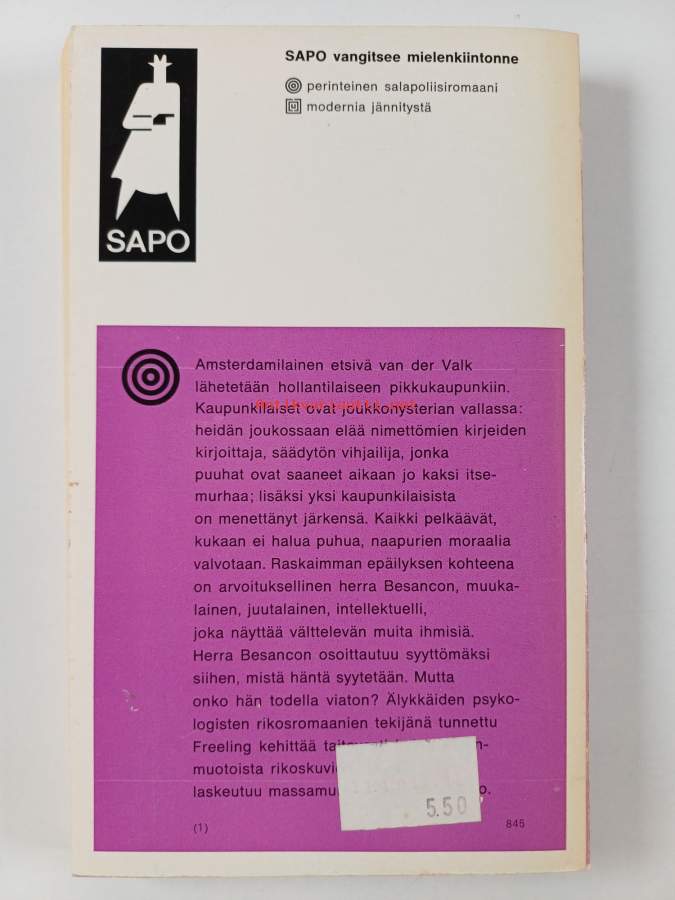 SAPO
SAPO vangitsee mielenkiintonne
perinteinen salapoliisiromaani
modernia jännitystä
Amsterdamilainen etsivä van der Valk
lähetetään hollantilaiseen pikkukaupunkiin.
Kaupunkilaiset ovat joukkohysterian vallassa:
heidän joukossaan elää nimettömien kirjeiden
kirjoittaja, säädytön vihjailija, jonka
puuhat ovat saaneet aikaan jo kaksi itse-
murhaa; lisäksi yksi kaupunkilaisista
on menettänyt järkensä. Kaikki pelkäävät,
kukaan ei halua puhua, naapurien moraalia
valvotaan. Raskaimman epäilyksen kohteena
on arvoituksellinen herra Besancon, muuka-
lainen, juutalainen, intellektuelli,
joka näyttää välttelevän muita ihmisiä.
Herra Besancon osoittautuu syyttömäksi
siihen, mistä häntä syytetään. Mutta
onko hän todella viaton? Älykkäiden psyko-
logisten rikosromaanien tekijänä tunnettu
Freeling kehittää
muotoista
laskeutuu
5.50
(1) 845